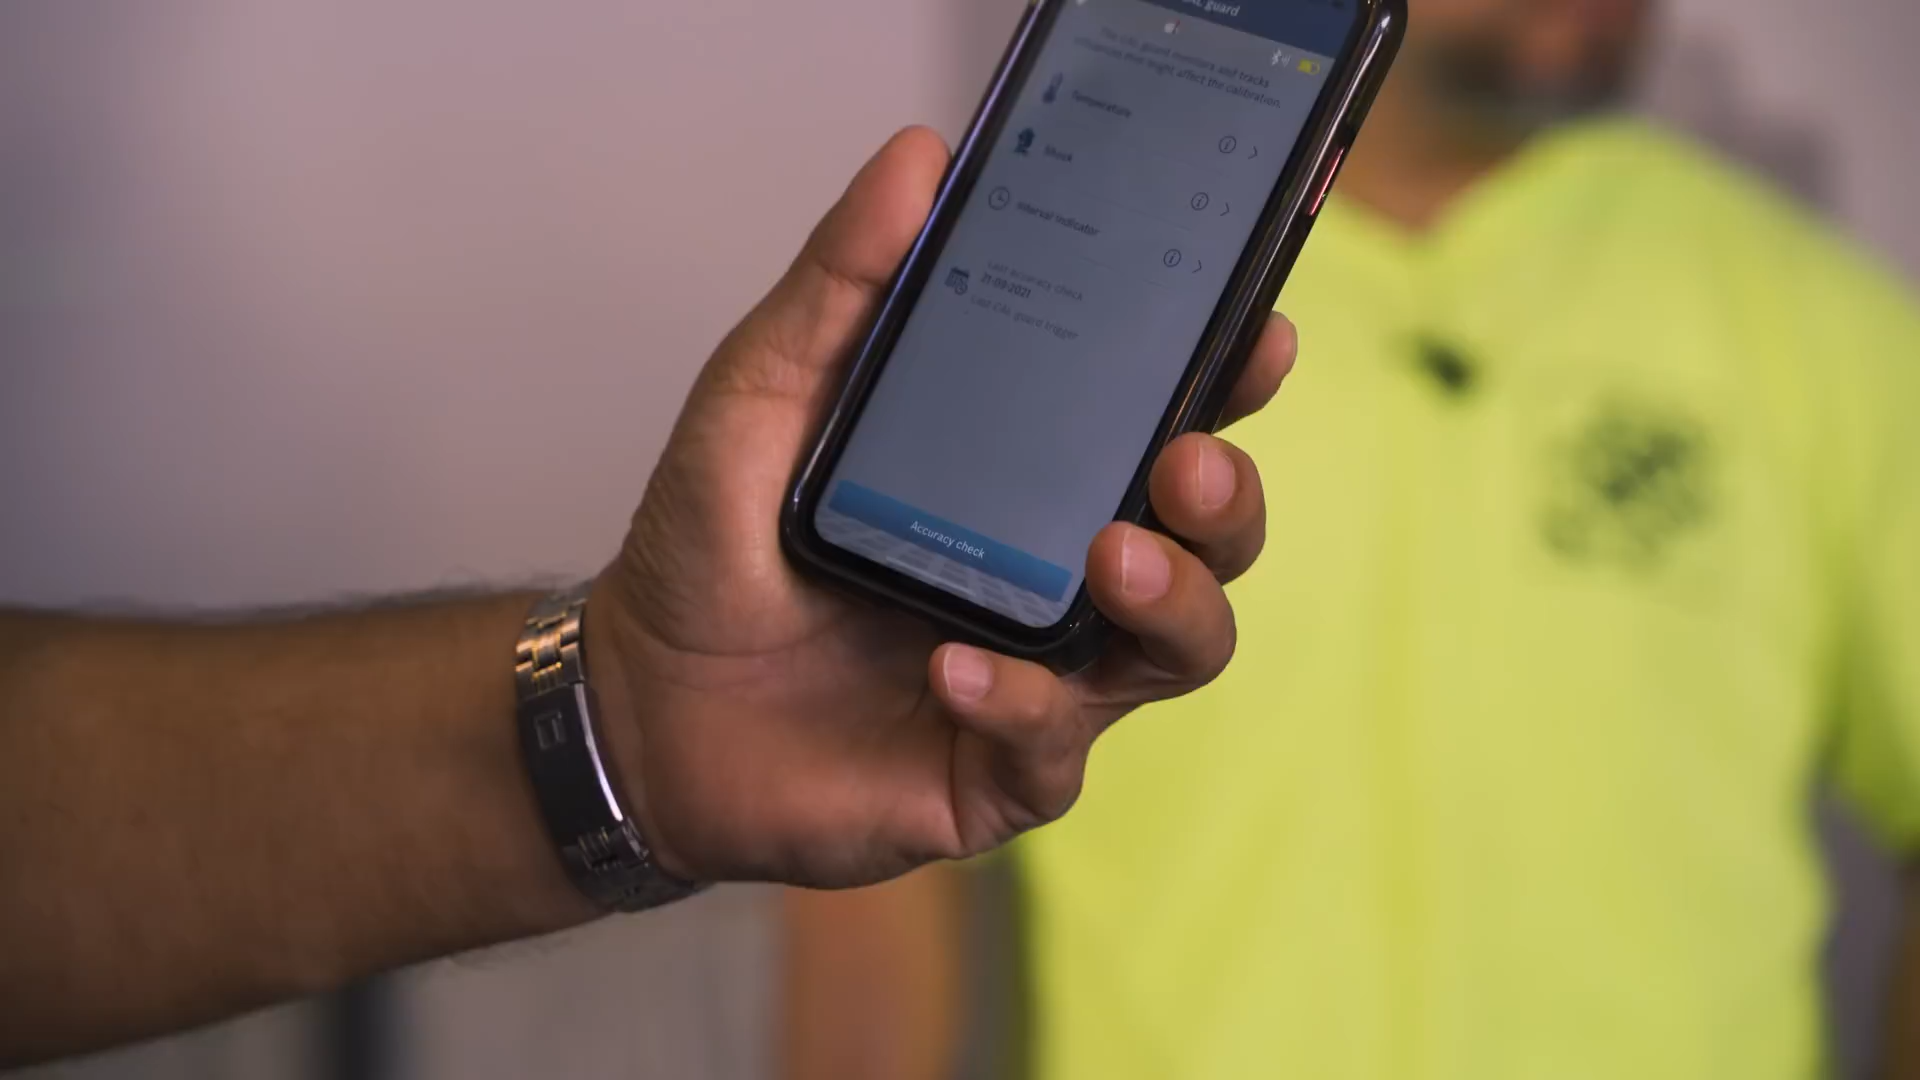 CAL guard
The CAL guard monitors and tracks
influences that might affect the calibration.
Temperature
Shock
Interval indicator
Last accuracy check
21-09-2021
Last CAL guard trigger
Accuracy check